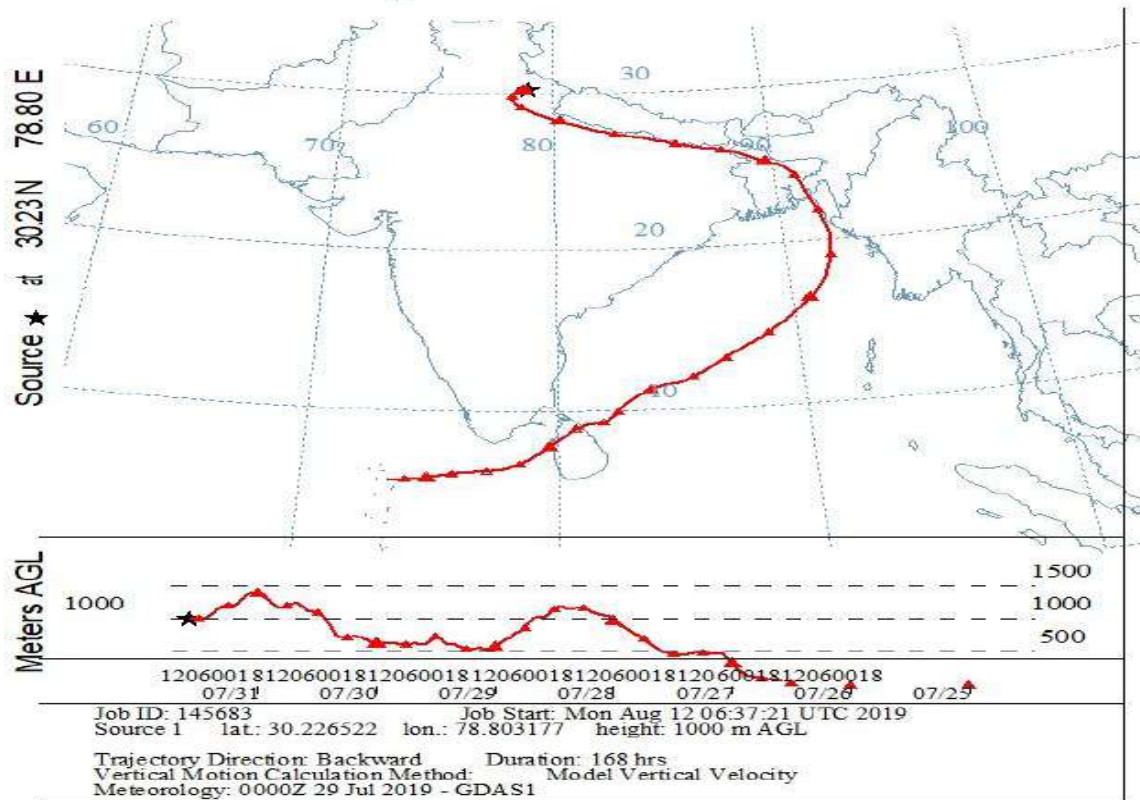 Source ★ at 30.23 N 78.80 E
30
60
100
70
80
90
20
10
Meters AGL
1500
1000
1000
500
12060018120600181206001812060018120600181206001812060018
07/31 07/30 07/29 07/28 07/27 07/26 07/25
Job ID: 145683 Job Start: Mon Aug 12 06:37:21 UTC 2019
Source 1 lat.: 30.226522 lon.: 78.803177 height: 1000 m AGL
Trajectory Direction: Backward Duration: 168 hrs
Vertical Motion Calculation Method: Model Vertical Velocity
Meteorology: 0000Z 29 Jul 2019 - GDAS1